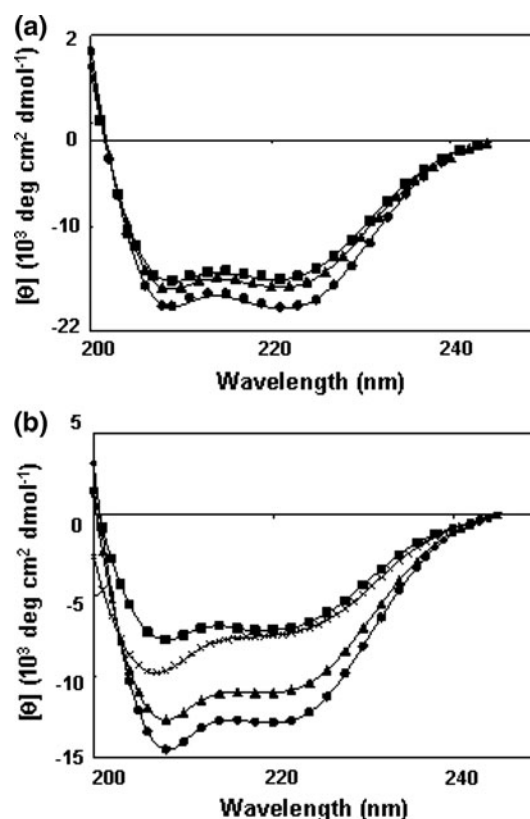 (a)
2
0
-10
-22
[θ] (10³ deg cm² dmol⁻¹)
200
220
240
Wavelength (nm)
(b)
5
0
-5
-10
-15
[θ] (10³ deg cm² dmol⁻¹)
200
220
240
Wavelength (nm)